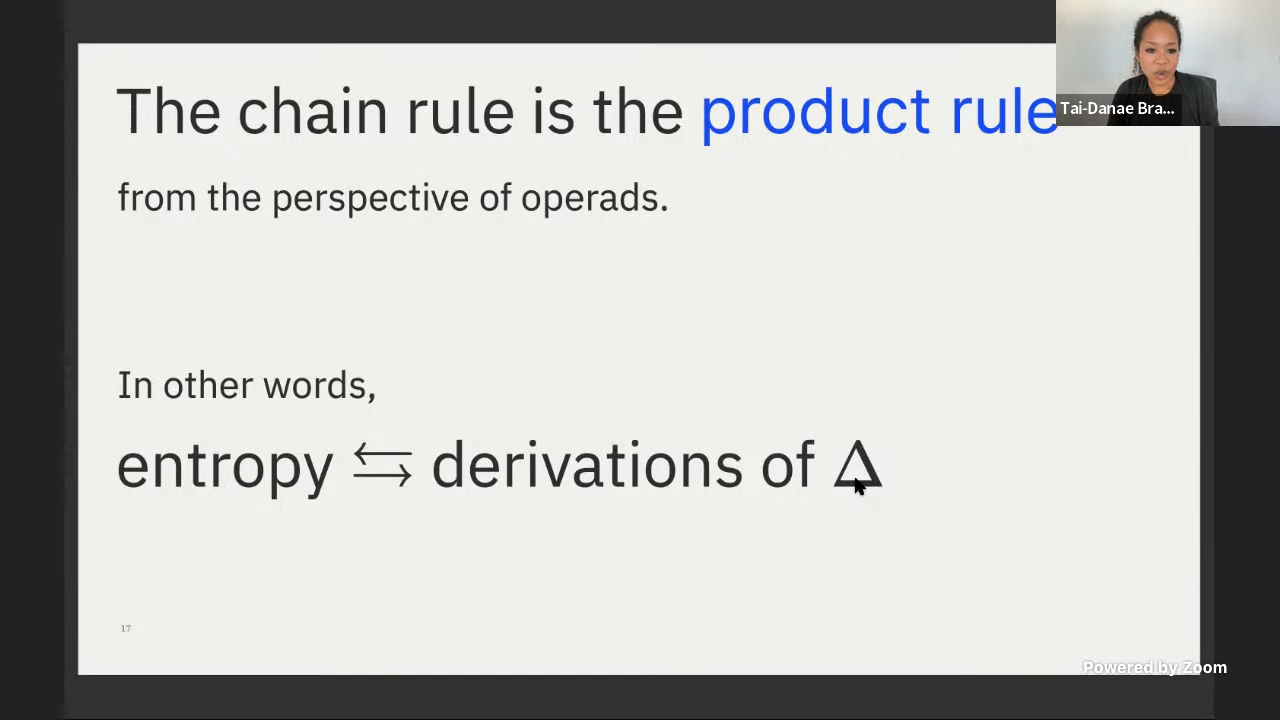 The chain rule is the product rule
Tai-Danae Bra...
from the perspective of operads.
In other words,
entropy ⇆ derivations of Δ
17
Powered by Zoom